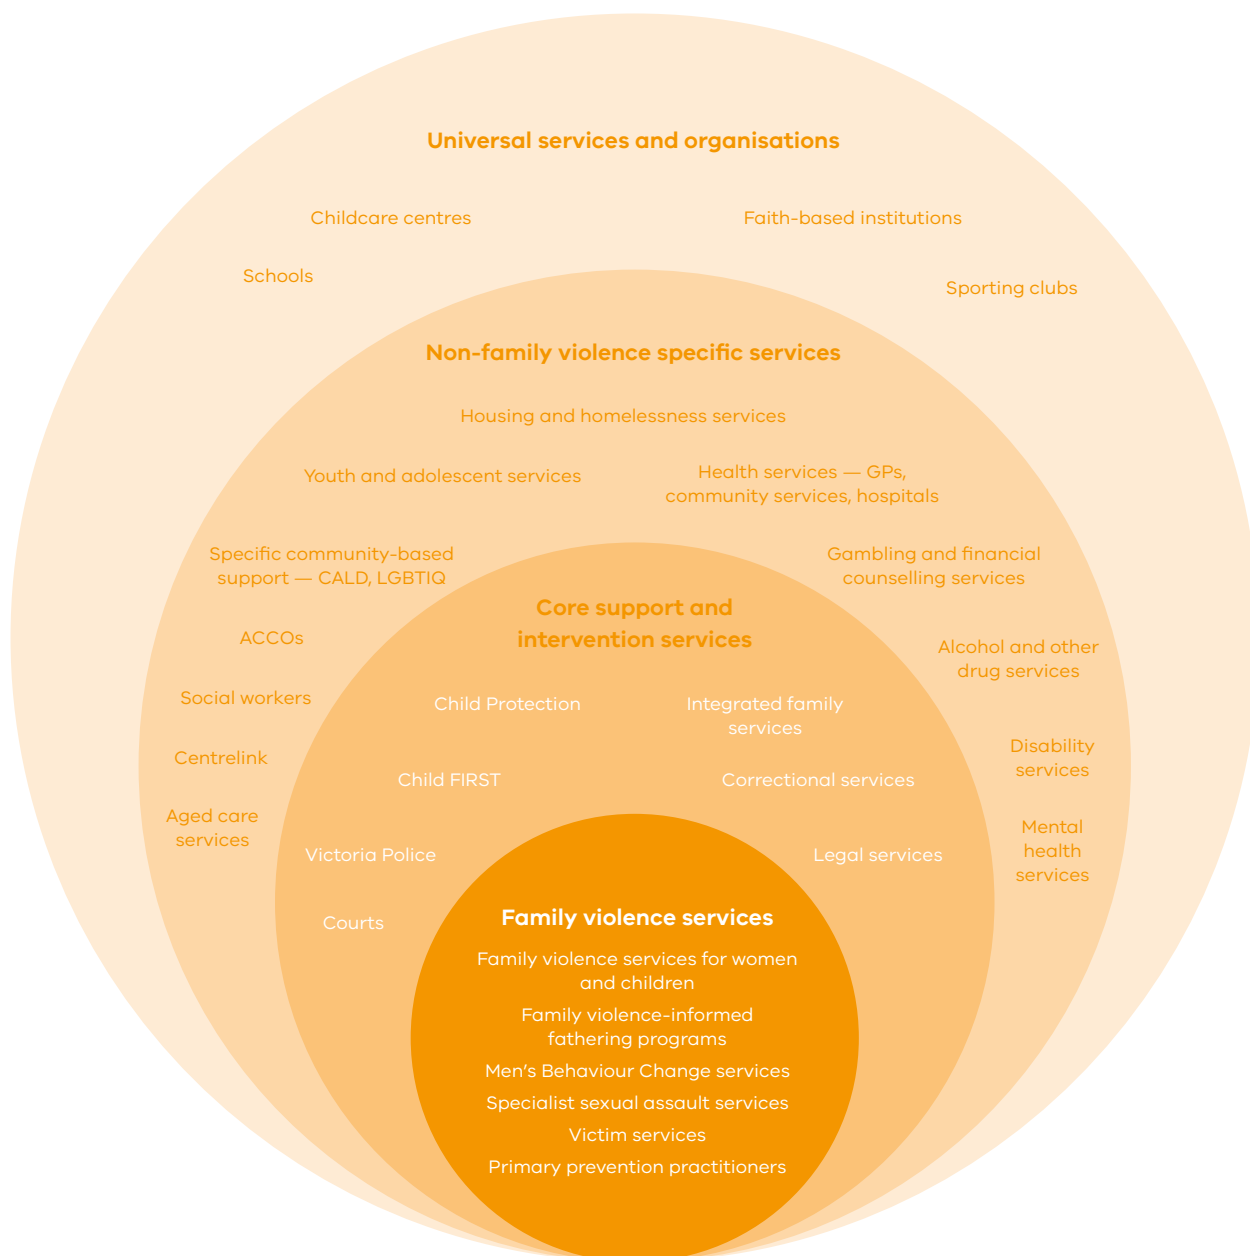 Universal services and organisations
Childcare centres
Faith-based institutions
Schools
Sporting clubs
Non-family violence specific services
Housing and homelessness services
Youth and adolescent services
Health services — GPs,
community services, hospitals
Specific community-based
support — CALD, LGBTIQ
Gambling and financial
counselling services
ACCOs
Alcohol and other
drug services
Social workers
Centrelink
Disability
services
Aged care
services
Mental
health
services
Core support and
intervention services
Child Protection
Integrated family
services
Child FIRST
Correctional services
Victoria Police
Legal services
Courts
Family violence services
Family violence services for women
and children
Family violence-informed
fathering programs
Men’s Behaviour Change services
Specialist sexual assault services
Victim services
Primary prevention practitioners